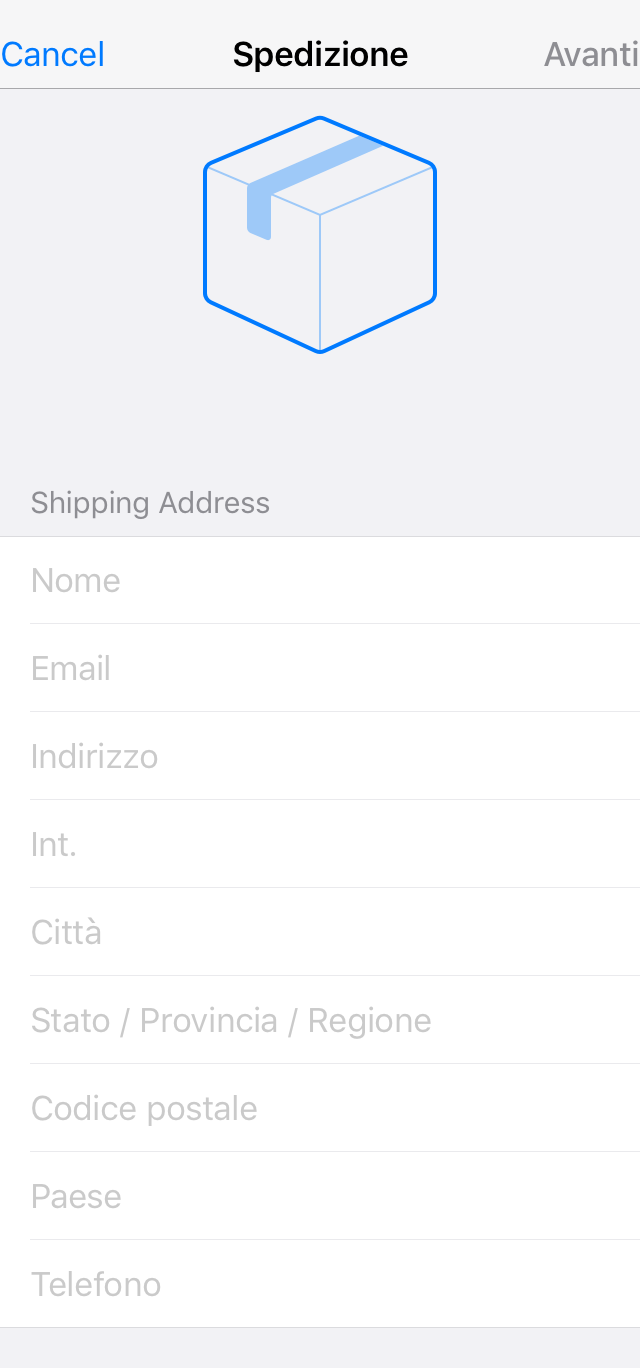 Cancel Spedizione Avanti
Shipping Address
Nome
Email
Indirizzo
Int.
Città
Stato / Provincia / Regione
Codice postale
Paese
Telefono